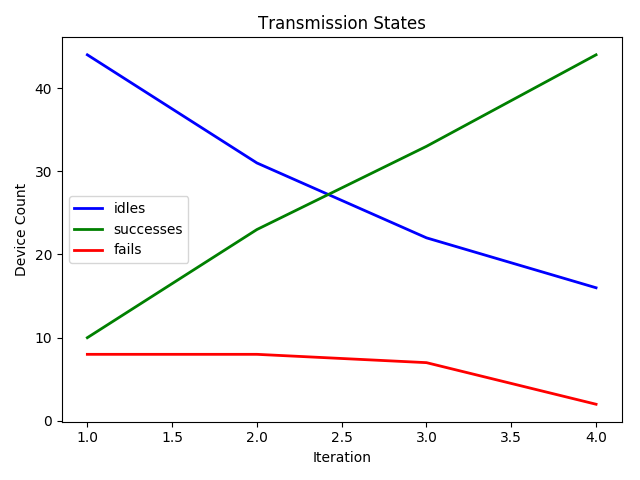 Transmission States
Device Count
40
30
20
10
0
idles
successes
fails
1.0 1.5 2.0 2.5 3.0 3.5 4.0
Iteration